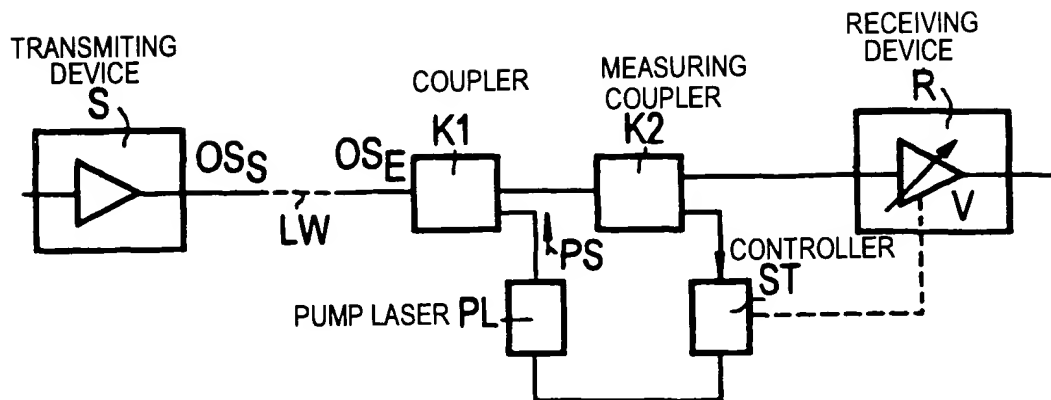 TRANSMITING
DEVICE
S
OSS
LW
OSE
COUPLER
K1
MEASURING
COUPLER
K2
RECEIVING
DEVICE
R
V
PS
PUMP LASER PL
CONTROLLER
ST